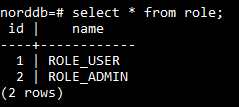 norddb=# select * from role;
 id |    name
----+------------
  1 | ROLE_USER
  2 | ROLE_ADMIN
(2 rows)